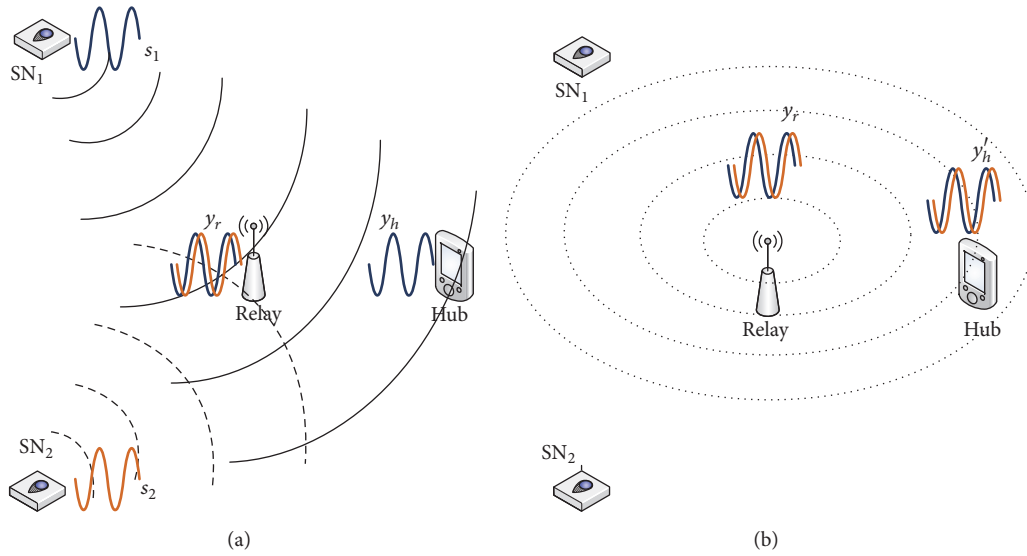 SN1
s1
yr
Relay
yh
Hub
SN2
s2
(a)
SN1
yr
y′h
Relay
Hub
SN2
(b)